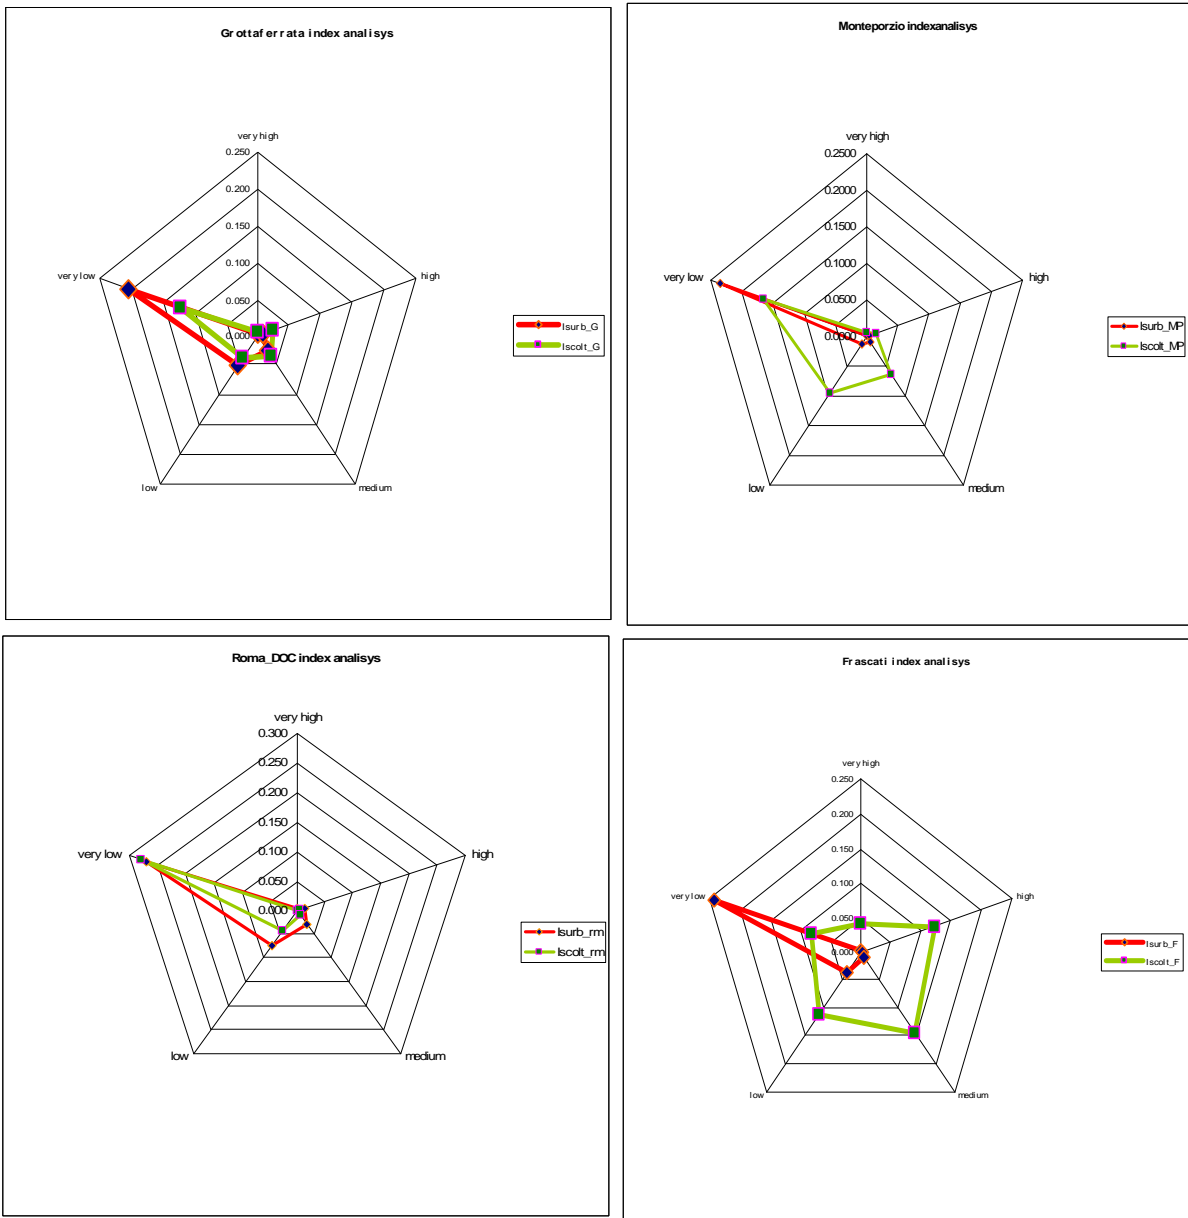 Grottaferrata index analisys
very high
0.250
0.200
0.150
0.100
0.050
0.000
very low
high
low
medium
Isurb_G
Iscolt_G
Monteporzio indexanalisys
very high
0.2500
0.2000
0.1500
0.1000
0.0500
0.0000
very low
high
low
medium
Isurb_MP
Iscolt_MP
Roma_DOC index analisys
very high
0.300
0.250
0.200
0.150
0.100
0.050
0.000
very low
high
low
medium
Isurb_rm
Iscolt_rm
Frascati index analisys
very high
0.250
0.200
0.150
0.100
0.050
0.000
very low
high
low
medium
Isurb_F
Iscolt_F